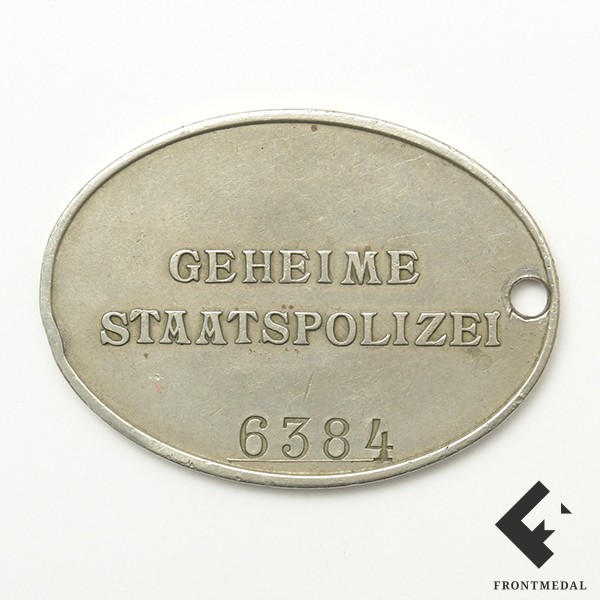 GEHEIME
STAATSPOLIZEI
6384
FRONTMEDAL